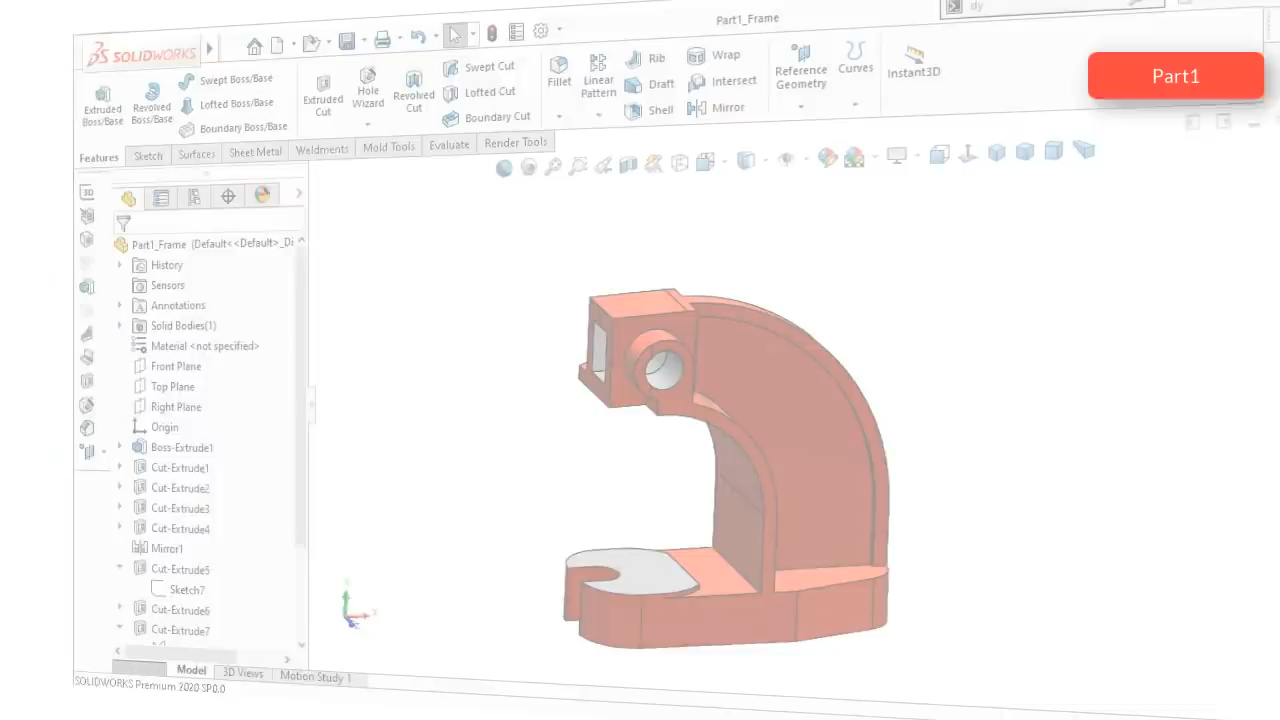 Part1_Frame
dy
SOLIDWORKS
Part1
Extruded Boss/Base
Revolved Boss/Base
Swept Boss/Base
Lofted Boss/Base
Boundary Boss/Base
Extruded Cut
Hole Wizard
Revolved Cut
Swept Cut
Lofted Cut
Boundary Cut
Fillet
Linear Pattern
Rib
Draft
Shell
Wrap
Intersect
Mirror
Reference Geometry
Curves
Instant3D
Features
Sketch
Surfaces
Sheet Metal
Weldments
Mold Tools
Evaluate
Render Tools
3D
Part1_Frame (Default<<Default>_Di
History
Sensors
Annotations
Solid Bodies(1)
Material <not specified>
Front Plane
Top Plane
Right Plane
Origin
Boss-Extrude1
Cut-Extrude1
Cut-Extrude2
Cut-Extrude3
Cut-Extrude4
Mirror1
Cut-Extrude5
Sketch7
Cut-Extrude6
Cut-Extrude7
Model
3D Views
Motion Study 1
SOLIDWORKS Premium 2020 SP0.0